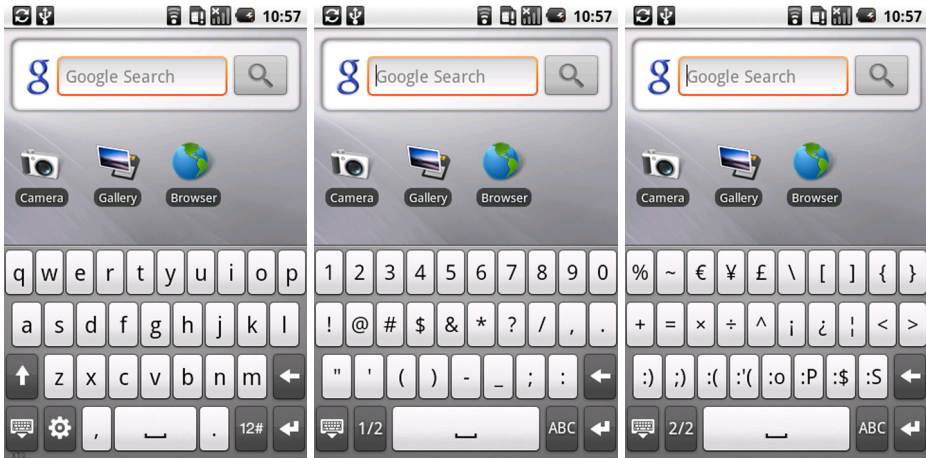 10:57
g Google Search
Camera Gallery Browser
q w e r t y u i o p
a s d f g h j k l
z x c v b n m
, . 12#
10:57
g Google Search
Camera Gallery Browser
1 2 3 4 5 6 7 8 9 0
! @ # $ & * ? / , .
" ' ( ) - _ ; :
1/2 ABC
10:57
g Google Search
Camera Gallery Browser
% ~ € ¥ £ \ [ ] { }
+ = × ÷ ^ ¡ ¿ ¦ < >
:) ;) :( :'( :o :P :$ :S
2/2 ABC